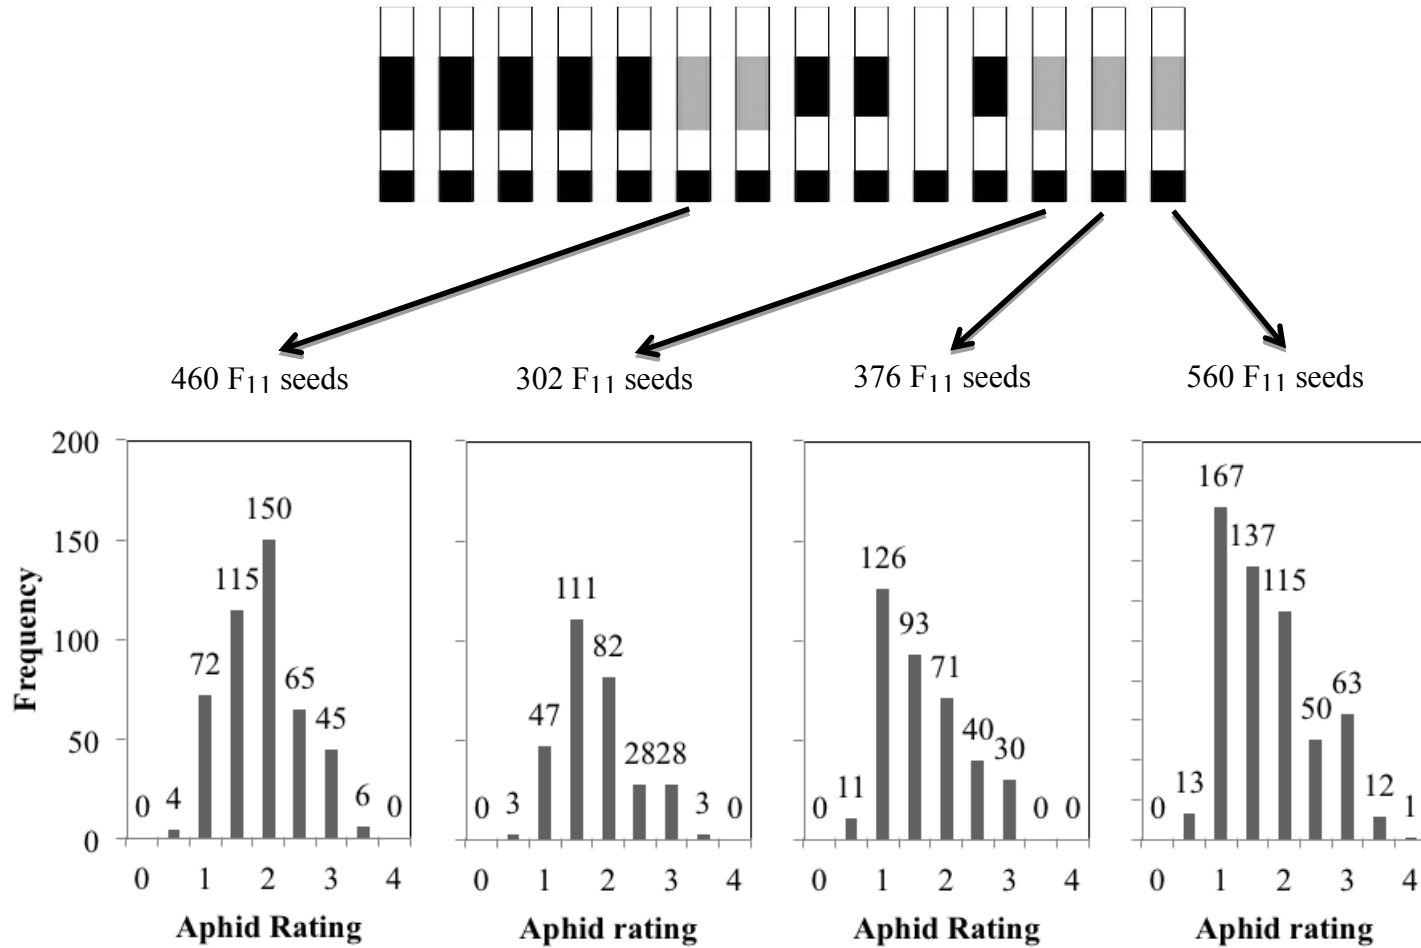 460 F11 seeds
302 F11 seeds
376 F11 seeds
560 F11 seeds
Frequency
200
150
100
50
0
0 4 72 115 150 65 45 6 0
0 1 2 3 4
Aphid Rating
0 3 47 111 82 28 28 3 0
0 1 2 3 4
Aphid rating
0 11 126 93 71 40 30 0 0
0 1 2 3 4
Aphid Rating
0 13 167 137 115 50 63 12 1
0 1 2 3 4
Aphid rating